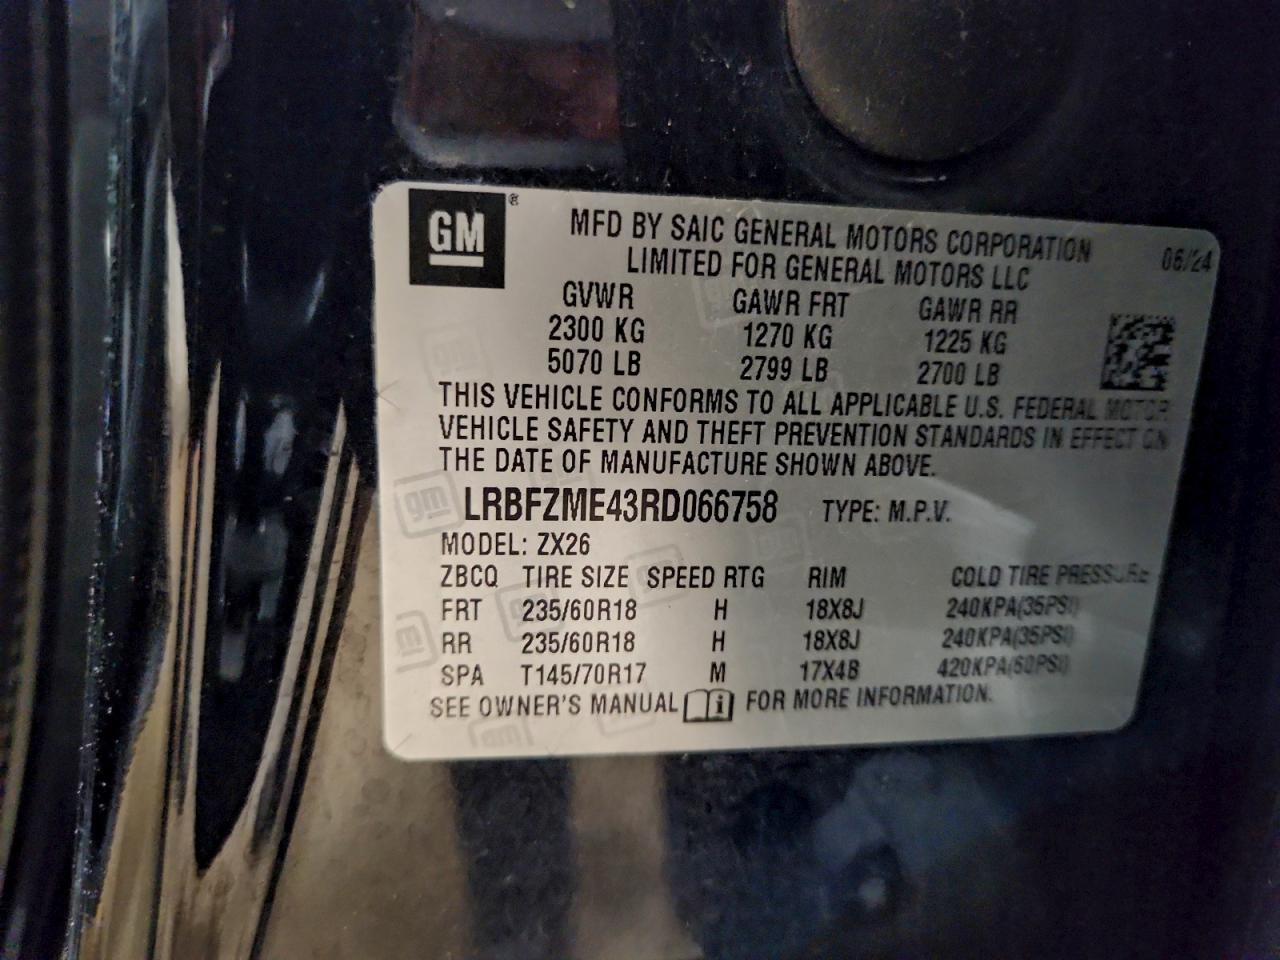 GM ®
MFD BY SAIC GENERAL MOTORS CORPORATION
LIMITED FOR GENERAL MOTORS LLC
06/24
GVWR GAWR FRT GAWR RR
2300 KG 1270 KG 1225 KG
5070 LB 2799 LB 2700 LB
THIS VEHICLE CONFORMS TO ALL APPLICABLE U.S. FEDERAL MOTOR
VEHICLE SAFETY AND THEFT PREVENTION STANDARDS IN EFFECT ON
THE DATE OF MANUFACTURE SHOWN ABOVE.
LRBFZME43RD066758 TYPE: M.P.V.
MODEL: ZX26
ZBCQ TIRE SIZE SPEED RTG RIM COLD TIRE PRESSURE
FRT 235/60R18 H 18X8J 240KPA(35PSI)
RR 235/60R18 H 18X8J 240KPA(35PSI)
SPA T145/70R17 M 17X4B 420KPA(60PSI)
SEE OWNER'S MANUAL i FOR MORE INFORMATION.